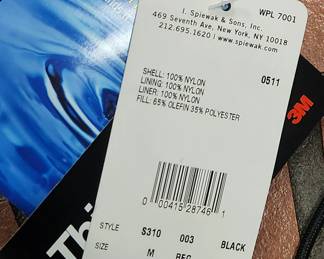 WPL 7001
I. Spiewak & Sons, Inc.
469 Seventh Ave, New York, NY 10018
212.695.1620 | www.spiewak.com
0511
SHELL: 100% NYLON
LINING: 100% NYLON
LINER: 100% NYLON
FILL: 65% OLEFIN 35% POLYESTER
3M
0 00415 28746 1
STYLE S310 003 BLACK
SIZE M REG
Thi